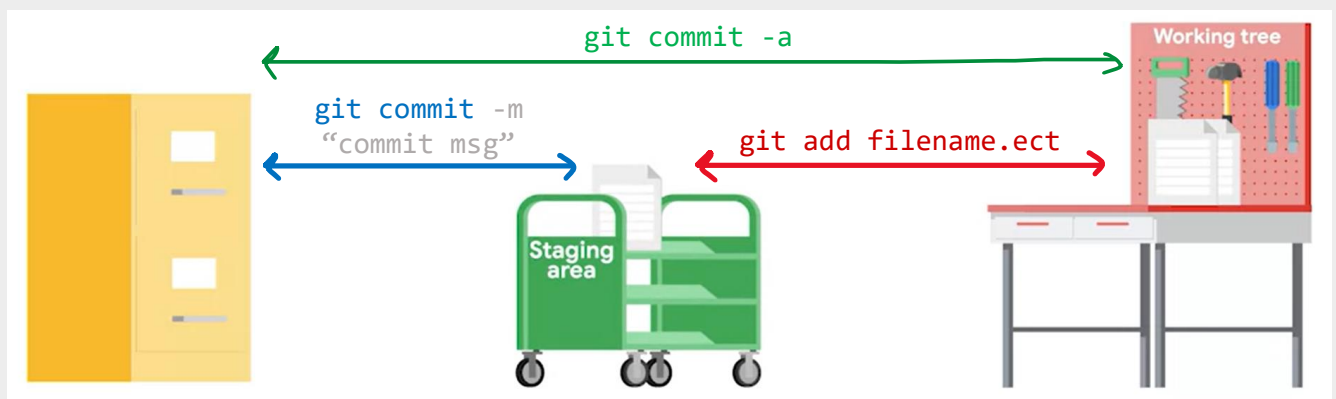 git commit -a
Working tree
git commit -m
“commit msg”
git add filename.ect
Staging
area